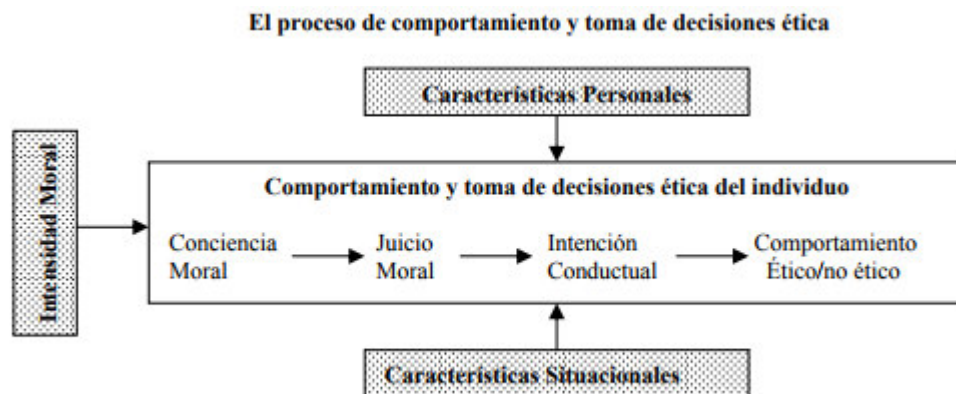 El proceso de comportamiento y toma de decisiones ética
Características Personales
Intensidad Moral
Comportamiento y toma de decisiones ética del individuo
Conciencia
Moral
Juicio
Moral
Intención
Conductual
Comportamiento
Ético/no ético
Características Situacionales